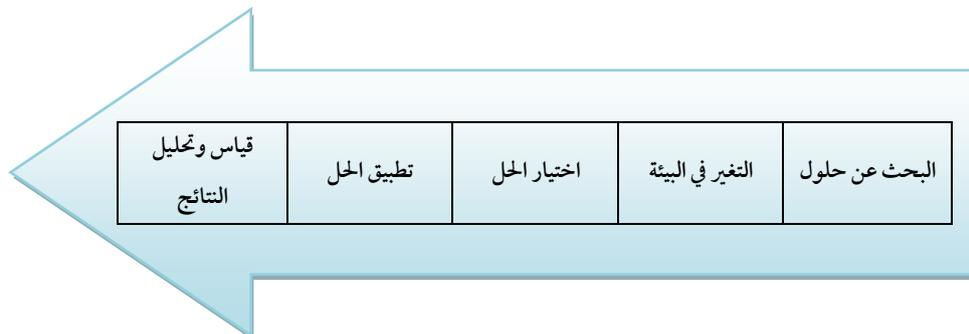 البحث عن حلول
التغير في البيئة
اختيار الحل
تطبيق الحل
قياس وتحليل
النتائج